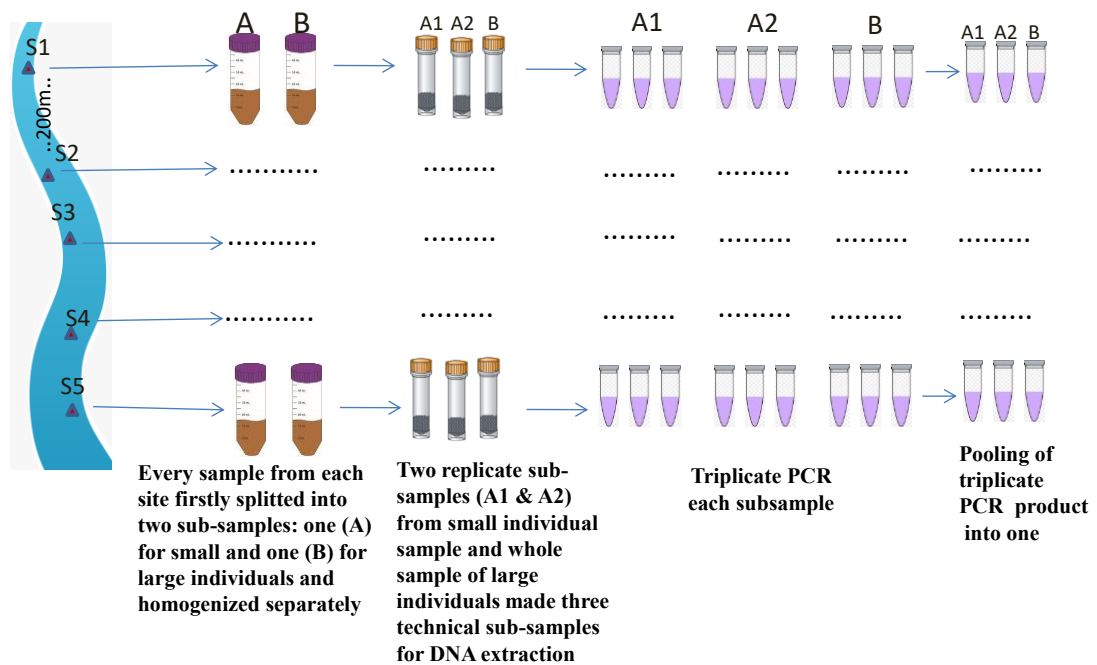 A B A1 A2 B A1 A2 B A1 A2 B
S1
..200m..
S2
S3
S4
S5
Every sample from each
site firstly splitted into
two sub-samples: one (A)
for small and one (B) for
large individuals and
homogenized separately
Two replicate sub-
samples (A1 & A2)
from small individual
sample and whole
sample of large
individuals made three
technical sub-samples
for DNA extraction
Triplicate PCR
each subsample
Pooling of
triplicate
PCR product
into one